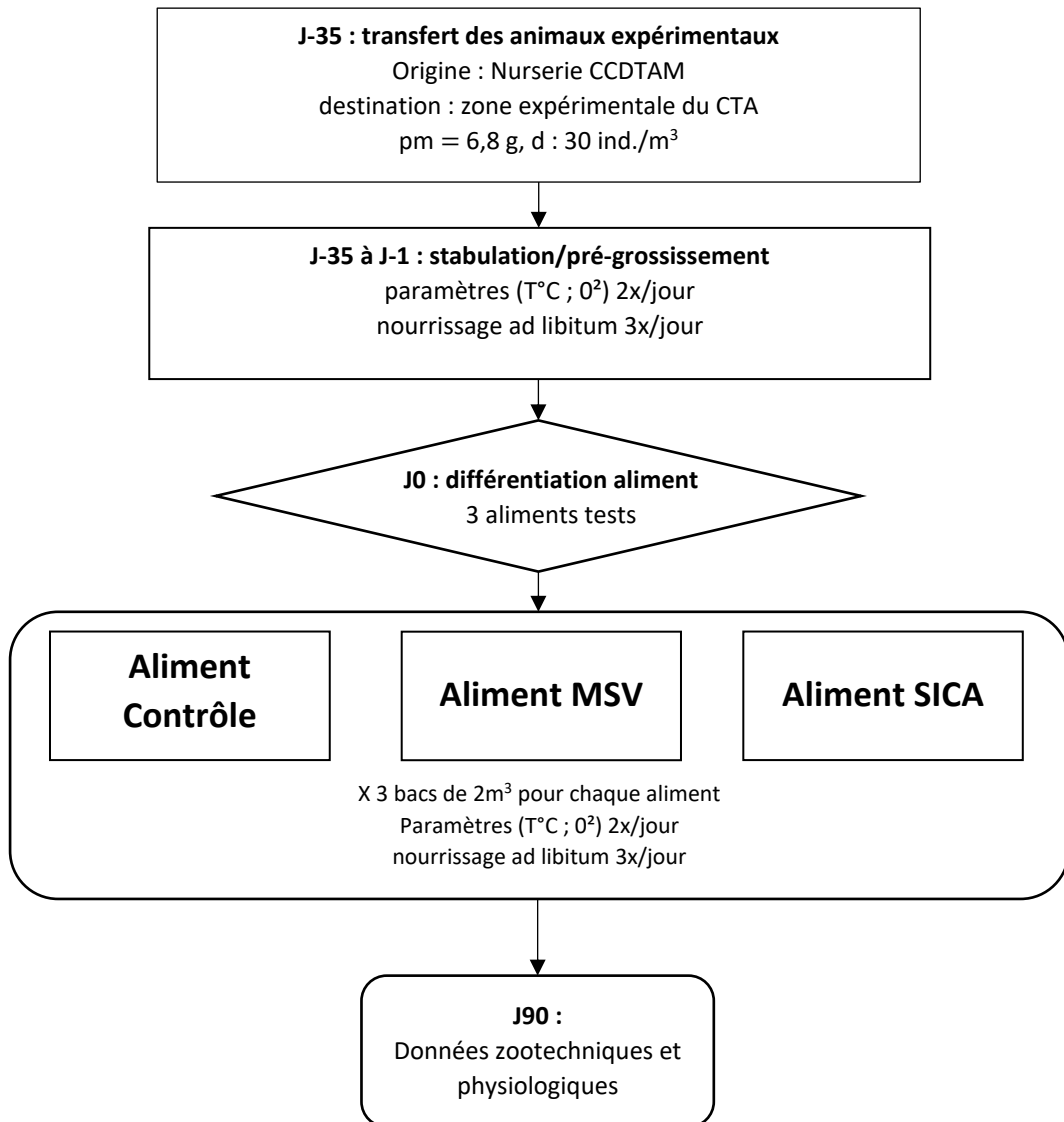 J-35 : transfert des animaux expérimentaux
Origine : Nurserie CCDTAM
destination : zone expérimentale du CTA
pm = 6,8 g, d : 30 ind./m³
J-35 à J-1 : stabulation/pré-grossissement
paramètres (T°C ; 0²) 2x/jour
nourrissage ad libitum 3x/jour
J0 : différentiation aliment
3 aliments tests
Aliment
Contrôle
Aliment MSV
Aliment SICA
X 3 bacs de 2m³ pour chaque aliment
Paramètres (T°C ; 0²) 2x/jour
nourrissage ad libitum 3x/jour
J90 :
Données zootechniques et
physiologiques